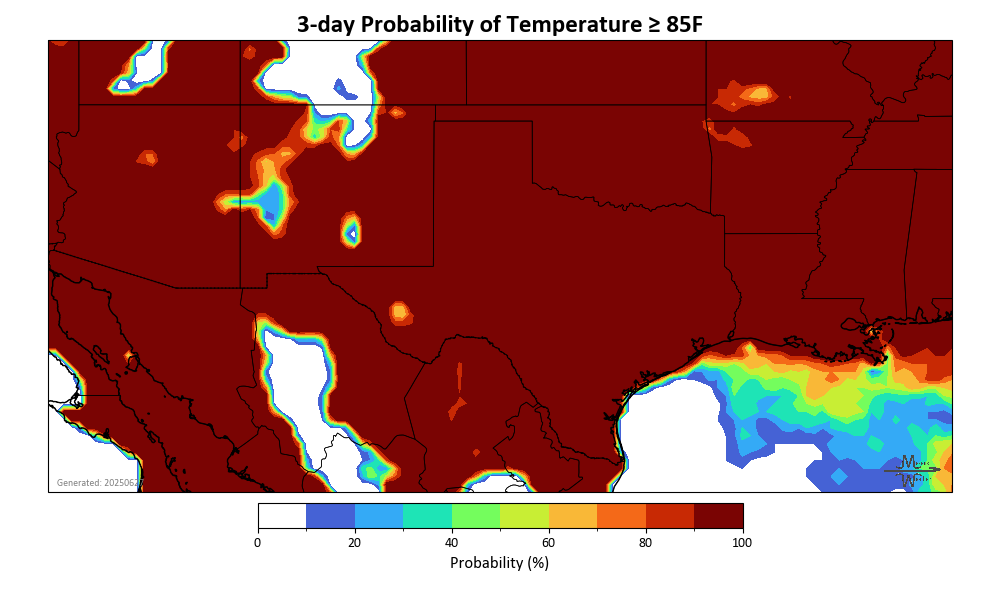 3-day Probability of Temperature ≥ 85F
Generated: 2025062
0 20 40 60 80 100
Probability (%)